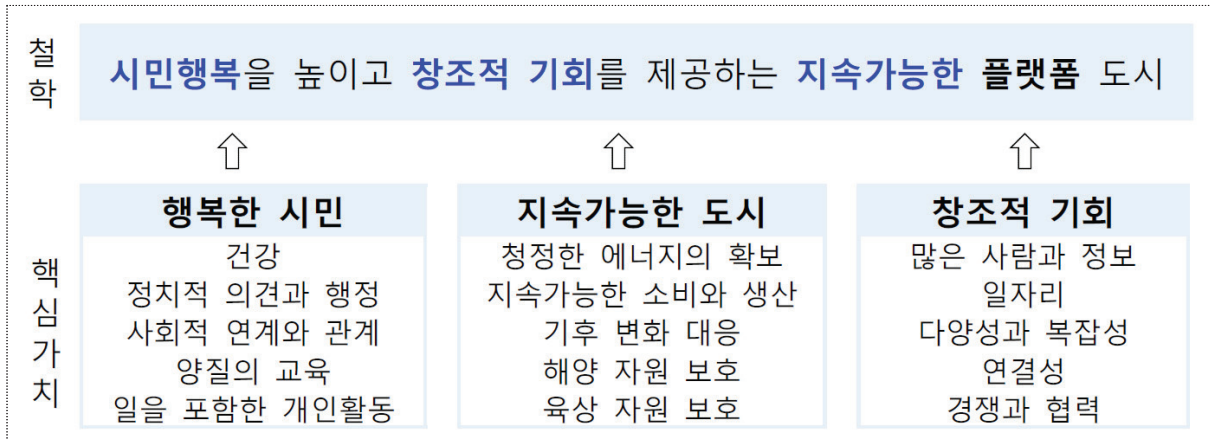 철학
시민행복을 높이고 창조적 기회를 제공하는 지속가능한 플랫폼 도시
핵심가치
행복한 시민
건강
정치적 의견과 행정
사회적 연계와 관계
양질의 교육
일을 포함한 개인활동
지속가능한 도시
청정한 에너지의 확보
지속가능한 소비와 생산
기후 변화 대응
해양 자원 보호
육상 자원 보호
창조적 기회
많은 사람과 정보
일자리
다양성과 복잡성
연결성
경쟁과 협력